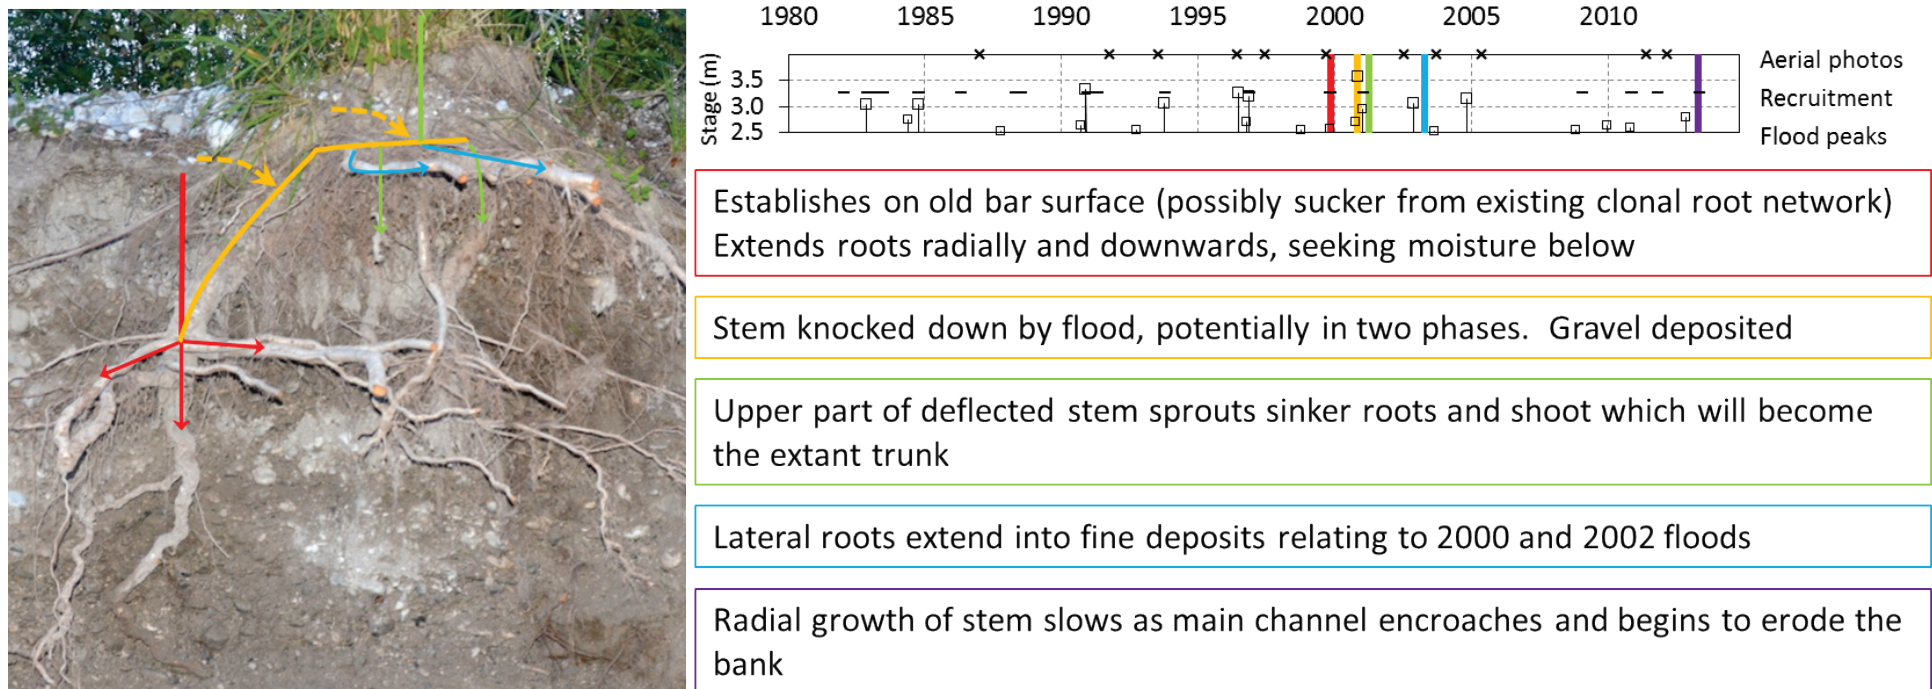 1980 1985 1990 1995 2000 2005 2010
Stage (m)
3.5
3.0
2.5
Aerial photos
Recruitment
Flood peaks
Establishes on old bar surface (possibly sucker from existing clonal root network)
Extends roots radially and downwards, seeking moisture below
Stem knocked down by flood, potentially in two phases. Gravel deposited
Upper part of deflected stem sprouts sinker roots and shoot which will become
the extant trunk
Lateral roots extend into fine deposits relating to 2000 and 2002 floods
Radial growth of stem slows as main channel encroaches and begins to erode the
bank